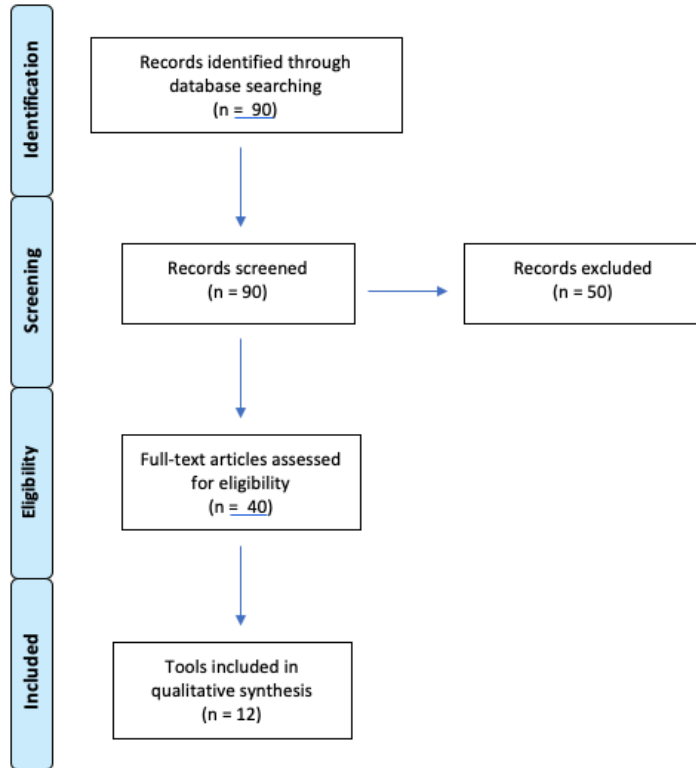 Identification
Records identified through
database searching
(n = 90)
Screening
Records screened
(n = 90)
Records excluded
(n = 50)
Eligibility
Full-text articles assessed
for eligibility
(n = 40)
Included
Tools included in
qualitative synthesis
(n = 12)